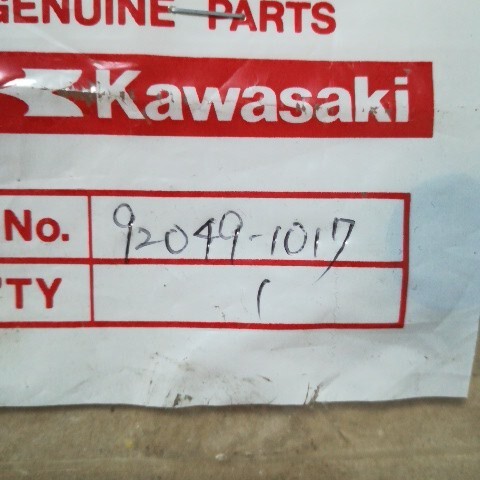 GENUINE PARTS
Kawasaki
No. 92049-1017
'TY 1